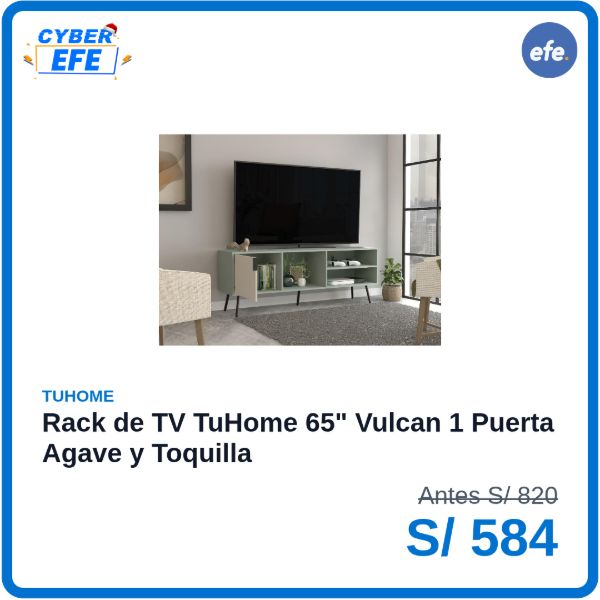 CYBER
EFE
efe.
TUHOME
Rack de TV TuHome 65" Vulcan 1 Puerta
Agave y Toquilla
Antes S/ 820
S/ 584